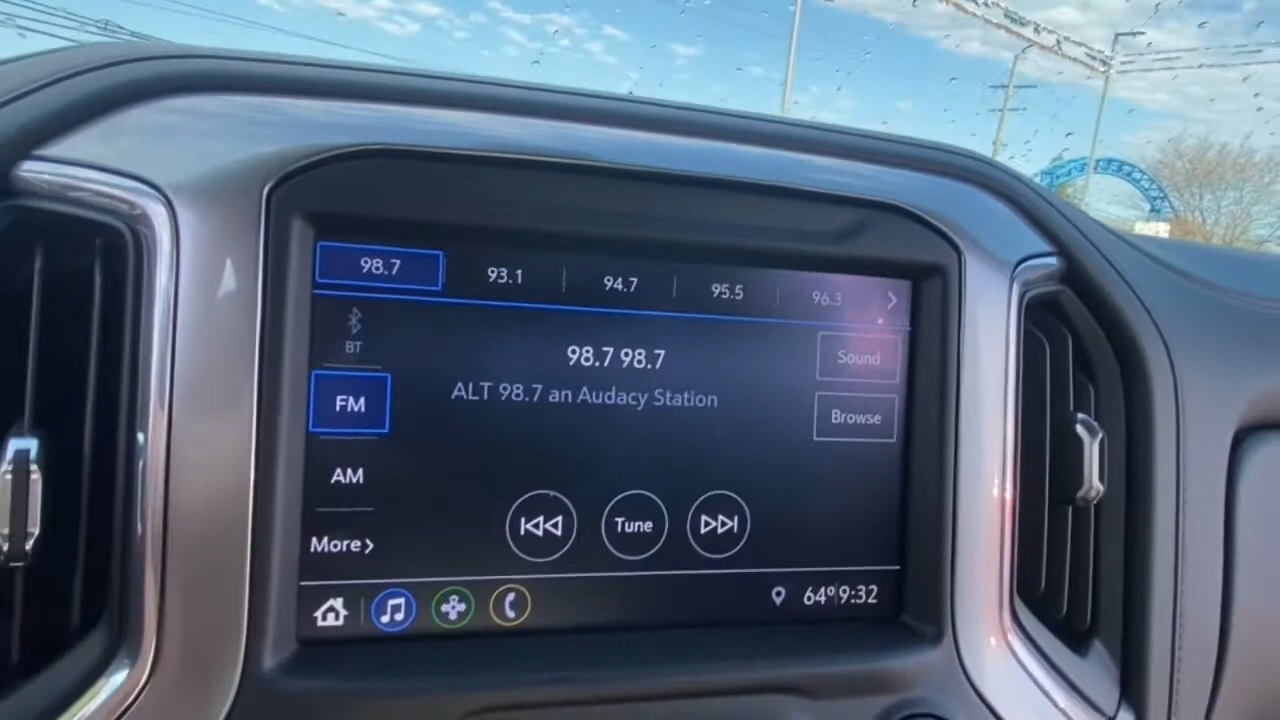 98.7 93.1 94.7 95.5 96.3
BT
98.7 98.7
Sound
ALT 98.7 an Audacy Station
FM
Browse
AM
Tune
More
64° 9:32